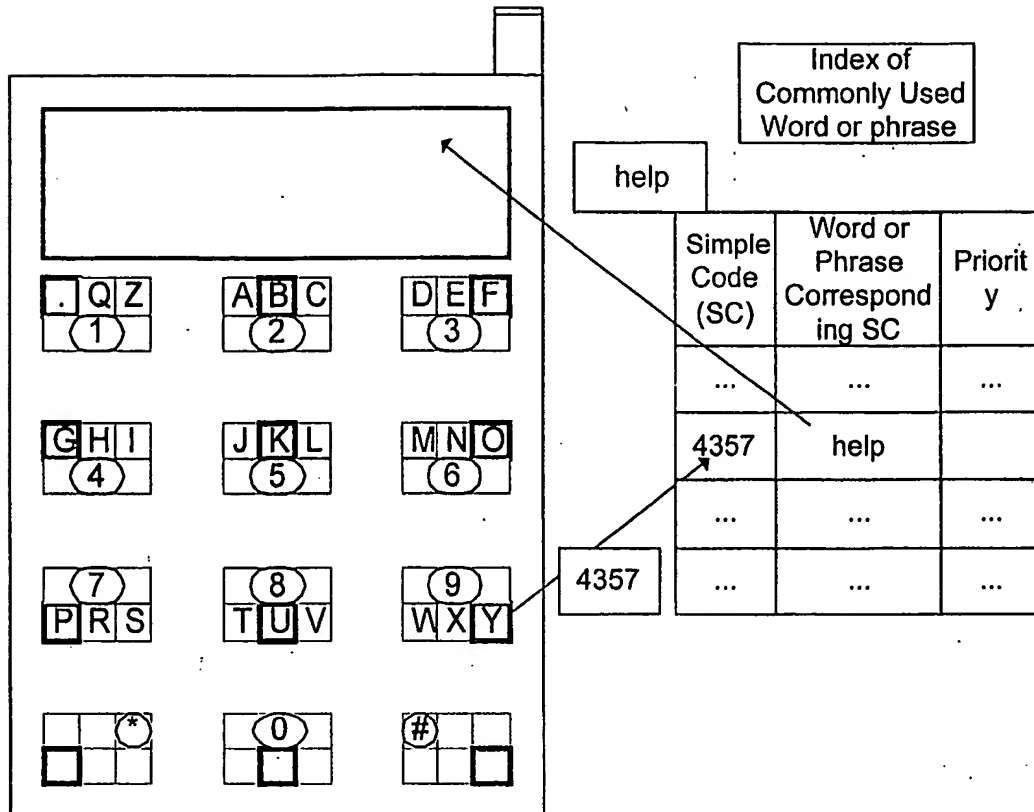 . Q Z
1
A B C
2
D E F
3
G H I
4
J K L
5
M N O
6
7
P R S
8
T U V
9
W X Y
*
0
#
Index of
Commonly Used
Word or phrase
help
Simple
Code
(SC)
Word or
Phrase
Correspond
ing SC
Priorit
y
... ... ...
4357 help
... ... ...
... ... ...
4357